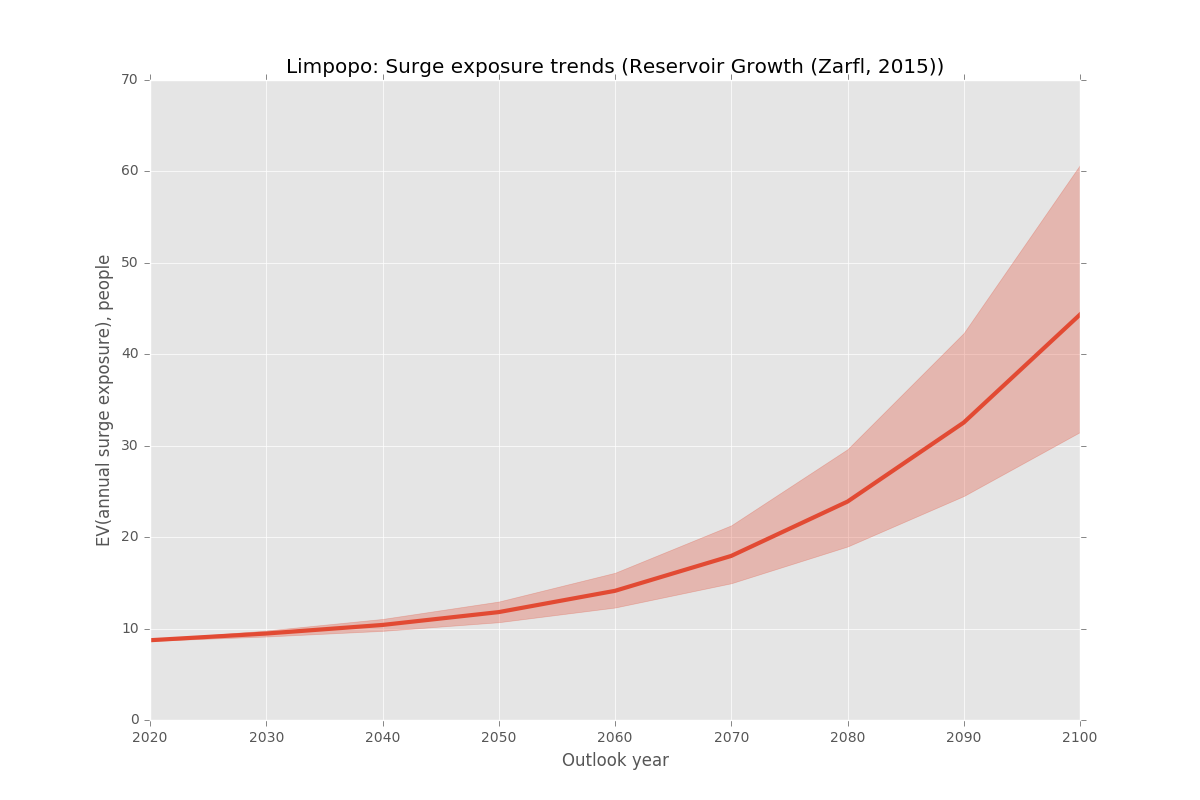 Limpopo: Surge exposure trends (Reservoir Growth (Zarfl, 2015))
70
60
50
40
30
20
10
0
EV(annual surge exposure), people
2020 2030 2040 2050 2060 2070 2080 2090 2100
Outlook year